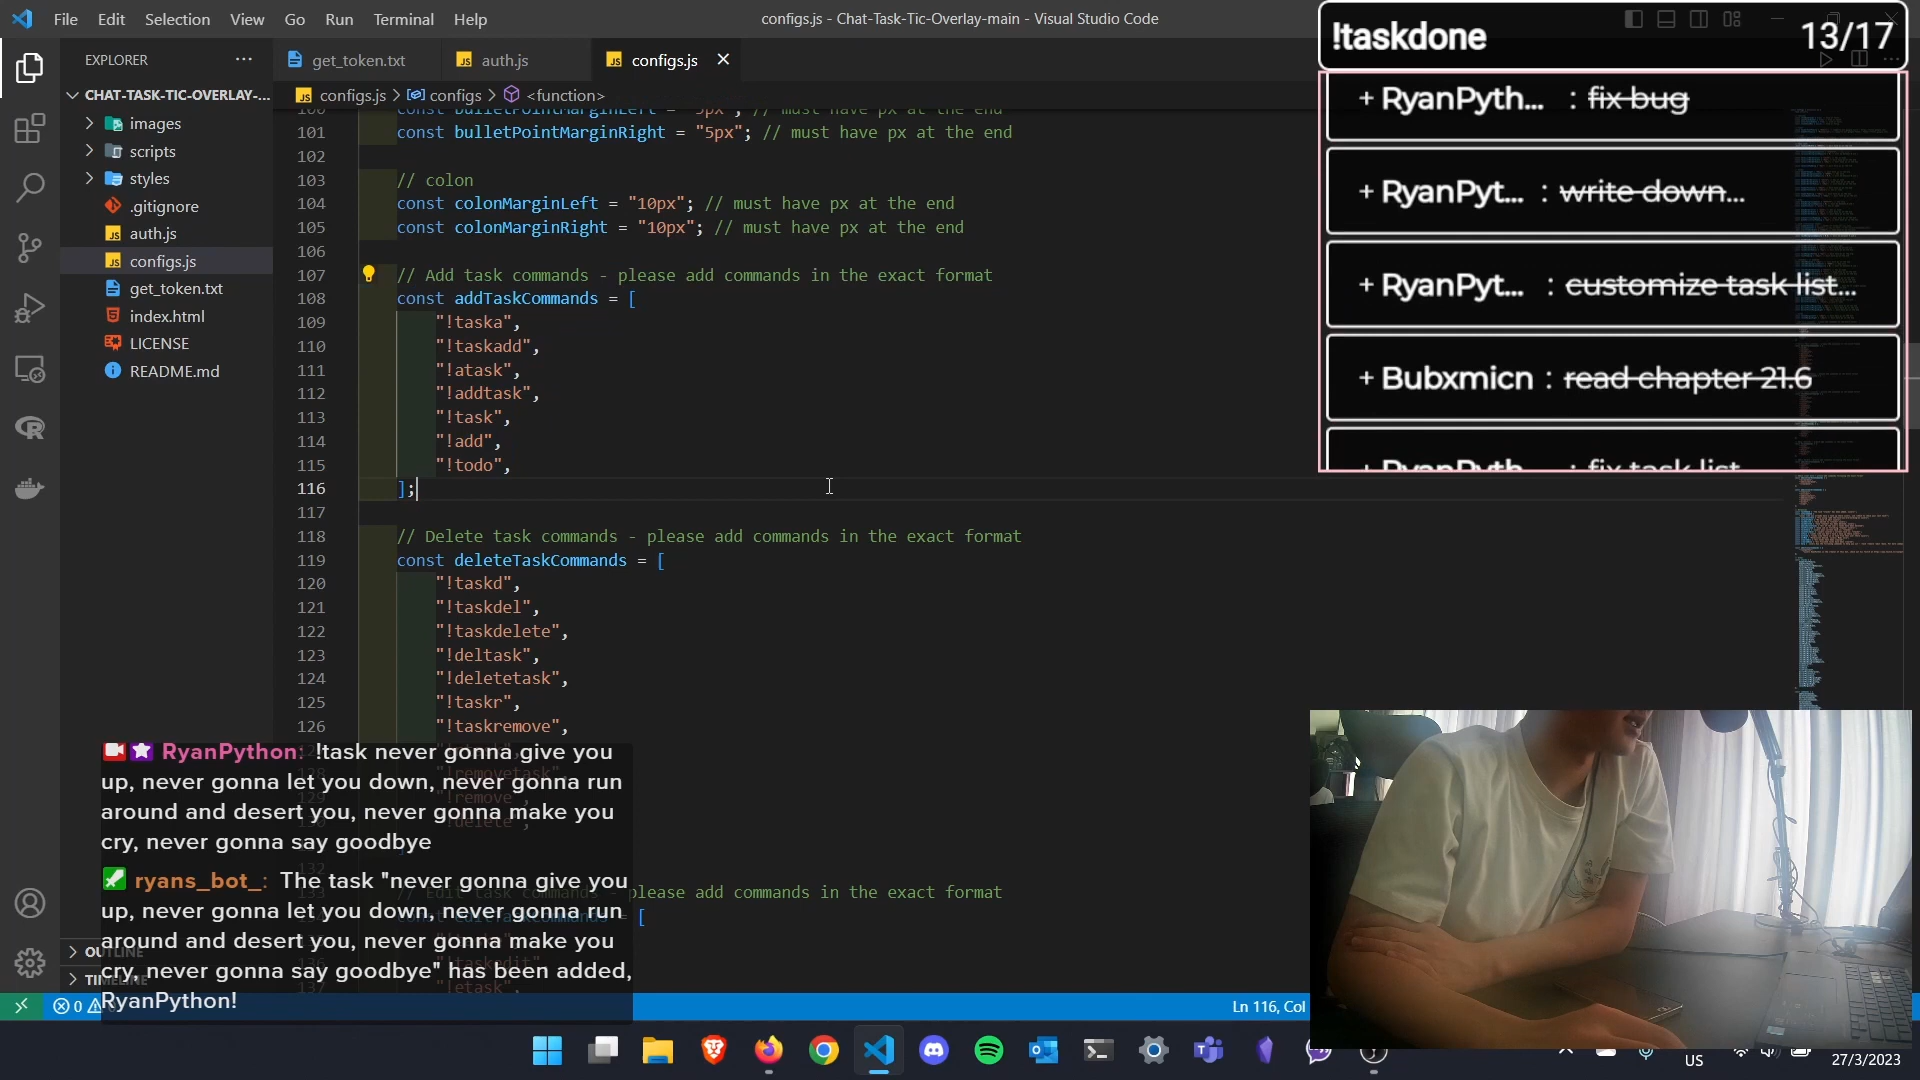 File Edit Selection View Go Run Terminal Help
configs.js - Chat-Task-Tic-Overlay-main - Visual Studio Code
EXPLORER
CHAT-TASK-TIC-OVERLAY-...
images
scripts
styles
.gitignore
auth.js
configs.js
get_token.txt
index.html
LICENSE
README.md
OUTLINE
get_token.txt auth.js configs.js
configs.js > configs > <function>
101 const bulletPointMarginRight = "5px"; // must have px at the end
102
103 // colon
104 const colonMarginLeft = "10px"; // must have px at the end
105 const colonMarginRight = "10px"; // must have px at the end
106
107 // Add task commands - please add commands in the exact format
108 const addTaskCommands = [
109 "!taska",
110 "!taskadd",
111 "!atask",
112 "!addtask",
113 "!task",
114 "!add",
115 "!todo",
116 ];
117
118 // Delete task commands - please add commands in the exact format
119 const deleteTaskCommands = [
120 "!taskd",
121 "!taskdel",
122 "!taskdelete",
123 "!deltask",
124 "!deletetask",
125 "!taskr",
126 "!taskremove",
please add commands in the exact format
RyanPython: !task never gonna give you
up, never gonna let you down, never gonna run
around and desert you, never gonna make you
cry, never gonna say goodbye
ryans_bot_: The task "never gonna give you
up, never gonna let you down, never gonna run
around and desert you, never gonna make you
cry, never gonna say goodbye" has been added,
RyanPython!
!taskdone 13/17
+ RyanPyth... : fix bug
+ RyanPyt... : write down...
+ RyanPyt... : customize task list...
+ Bubxmicn : read chapter 21.6
Ln 116, Col
US
27/3/2023